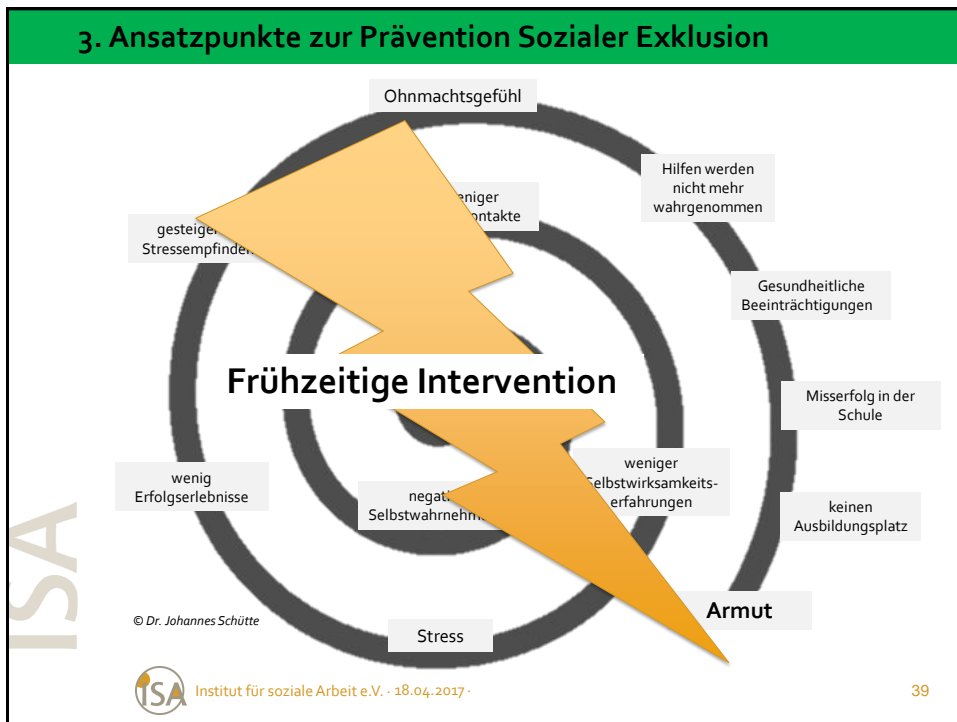 3. Ansatzpunkte zur Prävention Sozialer Exklusion
Ohnmachtsgefühl
Hilfen werden
nicht mehr
wahrgenommen
Stressempfinden
Gesundheitliche
Beeinträchtigungen
Frühzeitige Intervention
Misserfolg in der
Schule
wenig
Erfolgserlebnisse
weniger
Selbstwirksamkeits-
erfahrungen
keinen
Ausbildungsplatz
Armut
Stress
ISA
© Dr. Johannes Schütte
ISA
Institut für soziale Arbeit e.V. · 18.04.2017 ·
39